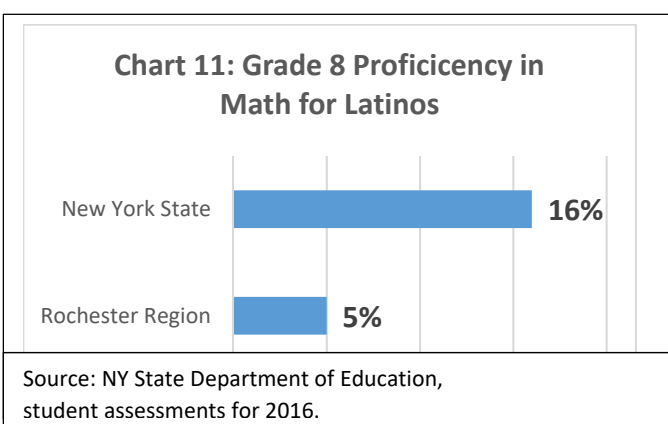 Chart 11: Grade 8 Proficicency in
Math for Latinos
New York State
16%
Rochester Region
5%
Source: NY State Department of Education,
student assessments for 2016.